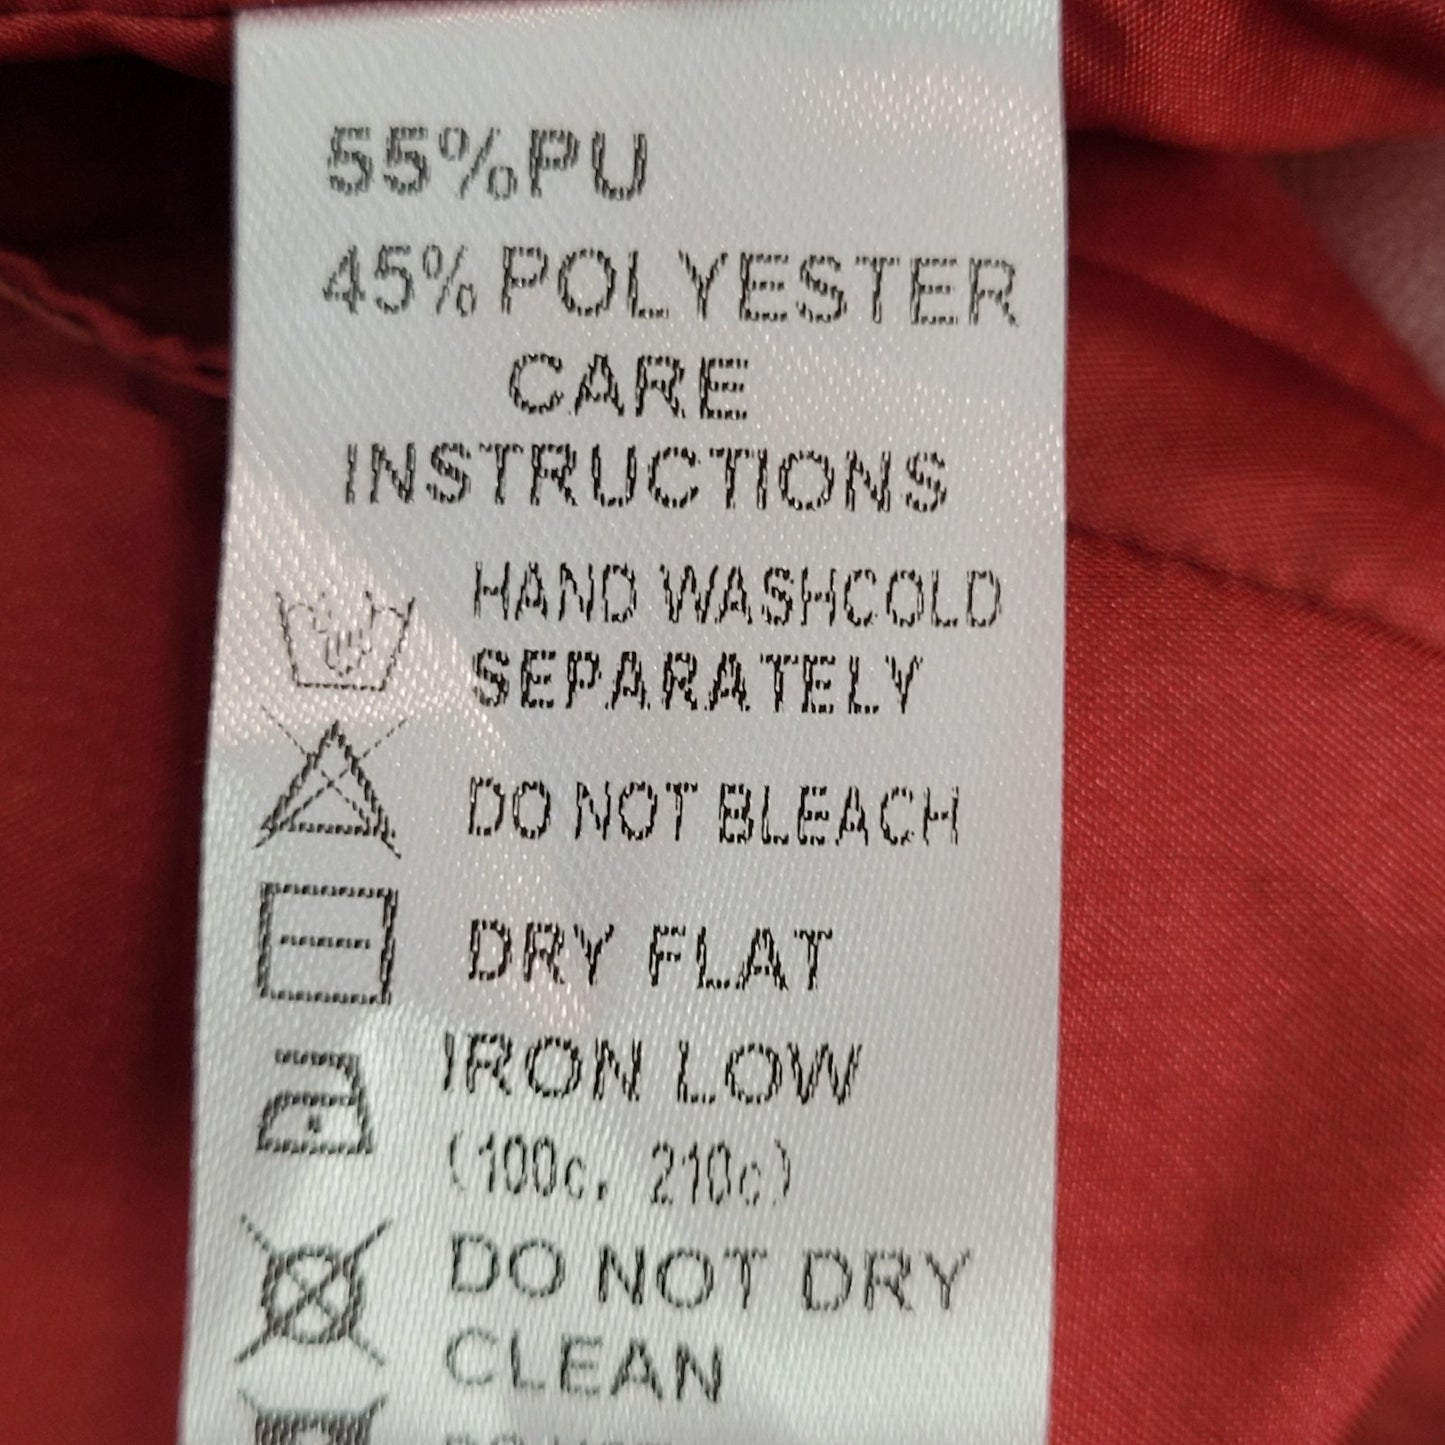 55%PU
45%POLYESTER
CARE
INSTRUCTIONS
HAND WASHCOLD
SEPARATELY
DO NOT BLEACH
DRY FLAT
IRON LOW
(100c, 210c)
DO NOT DRY
CLEAN